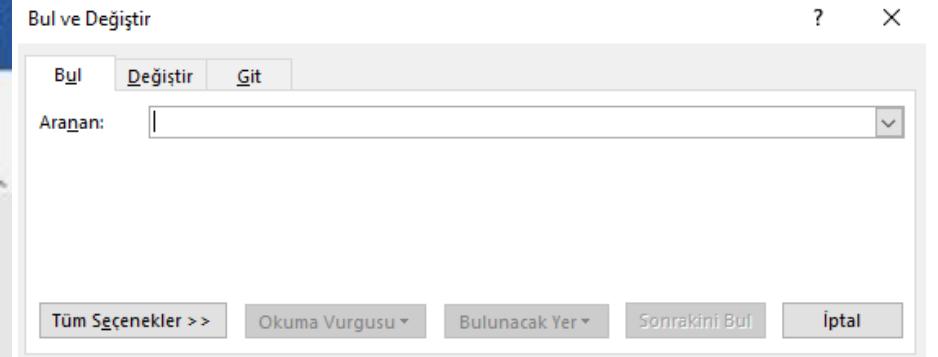 Bul ve Değiştir ?
Bul Değiştir Git
Aranan:
Tüm Seçenekler >> Okuma Vurgusu Bulunacak Yer Sonrakini Bul İptal